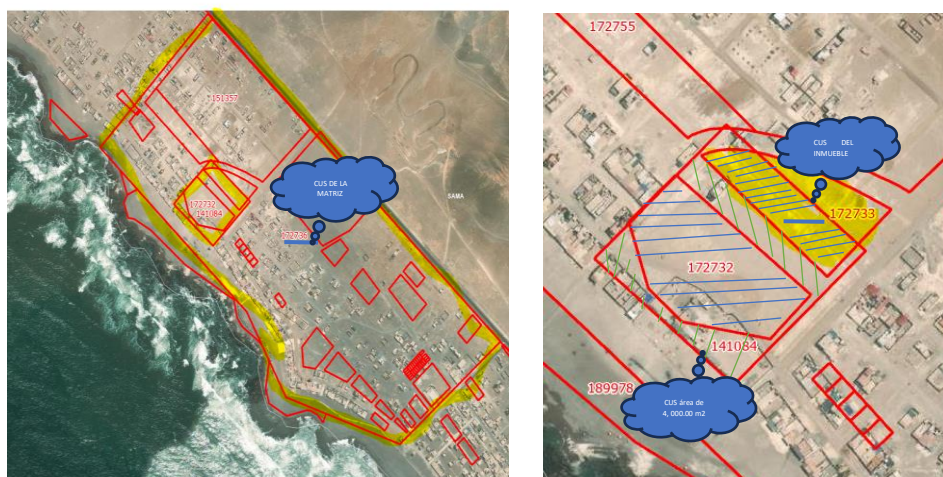 151357
CUS DE LA
MATRIZ
SAMA
172732
/141084
172736
172755
CUS DEL
INMUEBLE
172733
172732
141084
189978
CUS área de
4, 000.00 m2